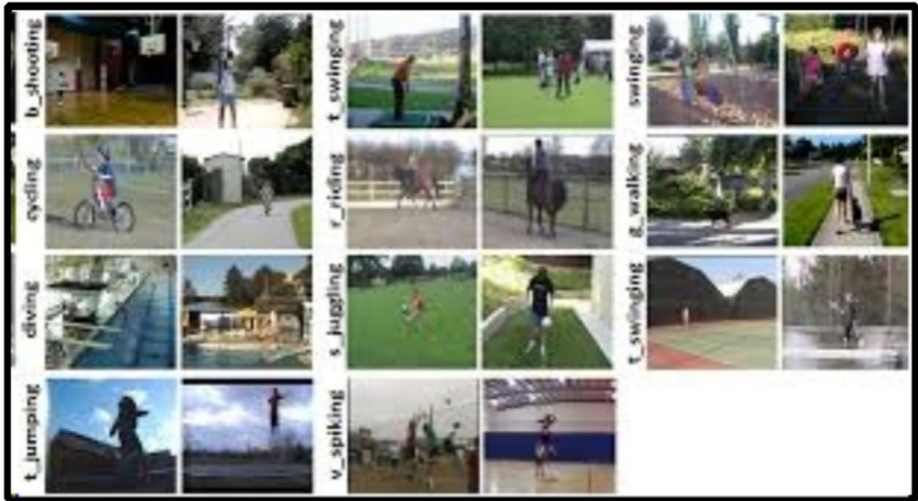 b_shooting
t_swinging
swinging
cycling
r_riding
g_walking
diving
s_juggling
t_swinging
t_jumping
v_spiking